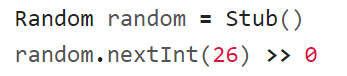 Random random = Stub()
random.nextInt(26) >> 0